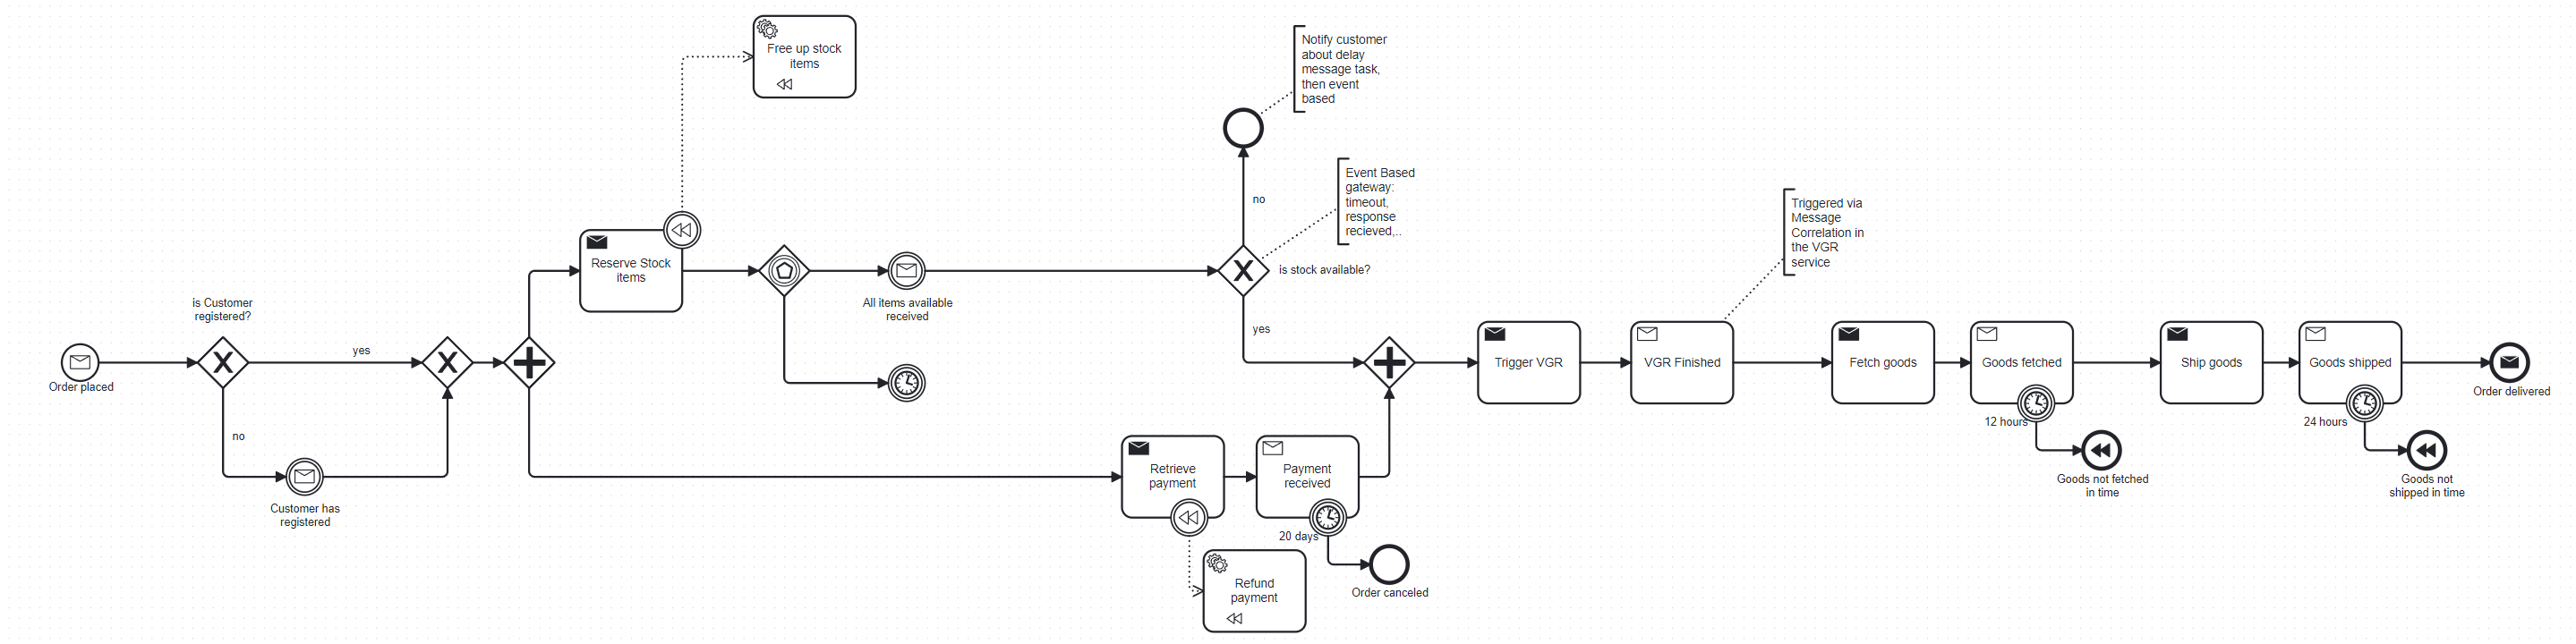 Free up stock
items
Notify customer
about delay
message task,
then event
based
Event Based
gateway:
timeout,
response
recieved,..
no
Triggered via
Message
Correlation in
the VGR
service
Reserve Stock
items
is stock available?
All items available
received
is Customer
registered?
yes
yes
Order placed
Trigger VGR
VGR Finished
Fetch goods
Goods fetched
Ship goods
Goods shipped
Order delivered
12 hours
24 hours
no
Retrieve
payment
Payment
received
Goods not fetched
in time
Goods not
shipped in time
Customer has
registered
20 days
Refund
payment
Order canceled